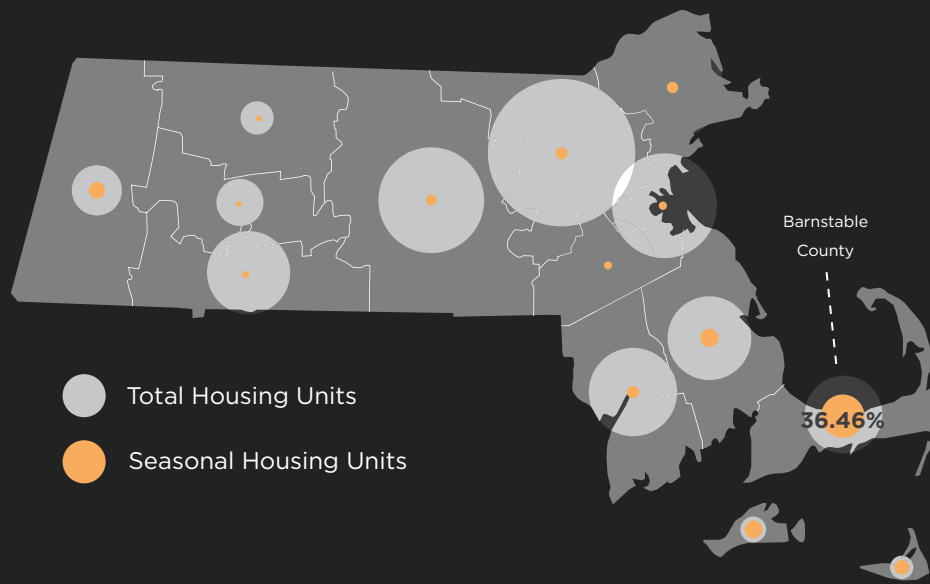 Barnstable
County
36.46%
Total Housing Units
Seasonal Housing Units